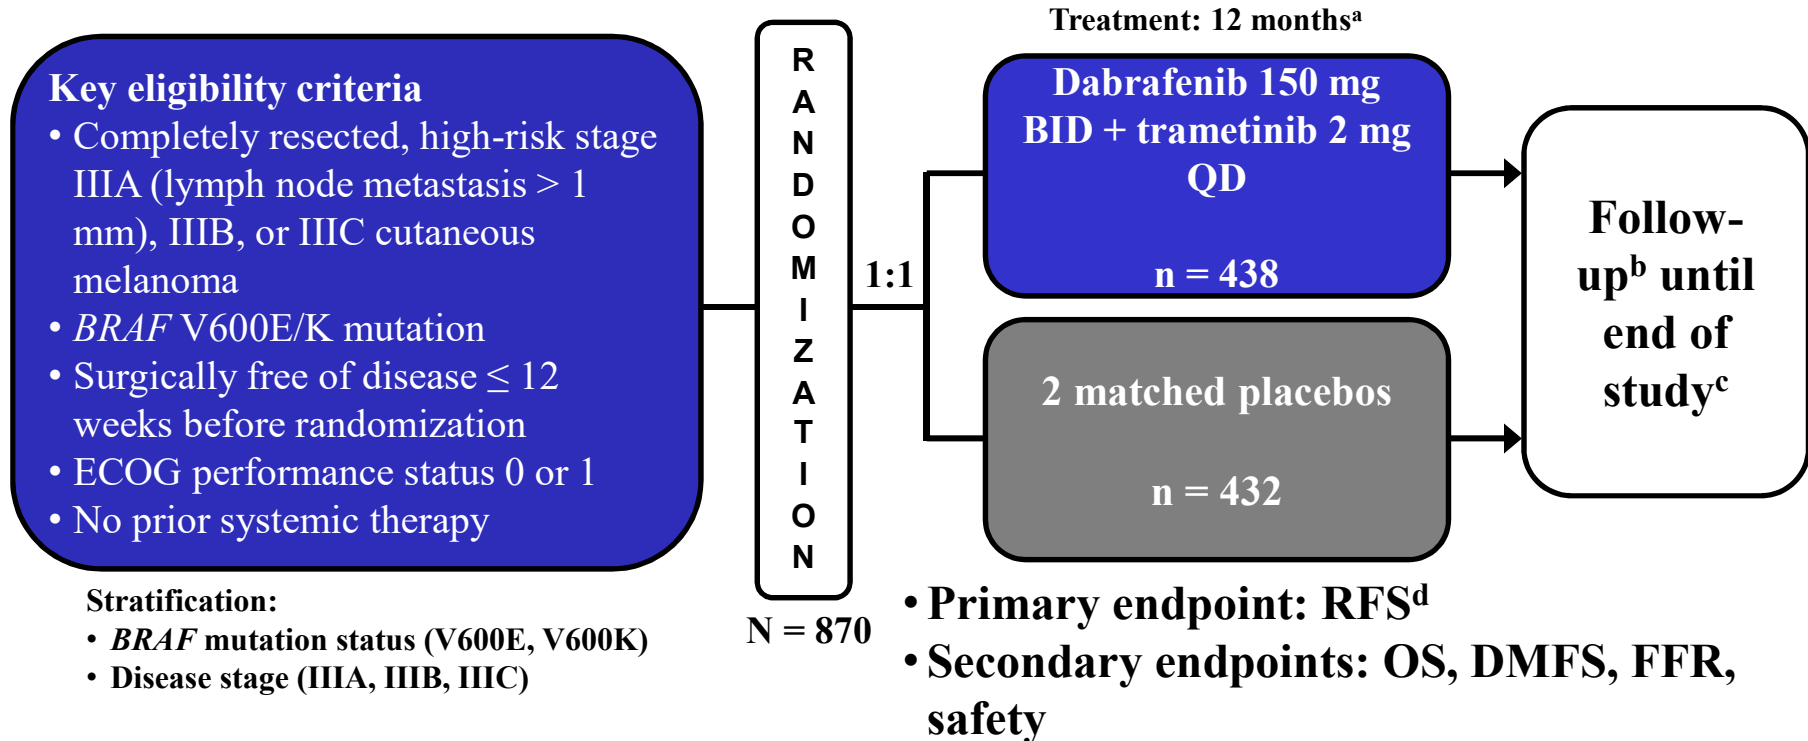 Key eligibility criteria
• Completely resected, high-risk stage
IIIA (lymph node metastasis > 1
mm), IIIB, or IIIC cutaneous
melanoma
• BRAF V600E/K mutation
• Surgically free of disease ≤ 12
weeks before randomization
• ECOG performance status 0 or 1
• No prior systemic therapy
Stratification:
• BRAF mutation status (V600E, V600K)
• Disease stage (IIIA, IIIB, IIIC)
R
A
N
D
O
M
I
Z
A
T
I
O
N
N = 870
1:1
Treatment: 12 monthsᵃ
Dabrafenib 150 mg
BID + trametinib 2 mg
QD
n = 438
2 matched placebos
n = 432
Follow-
upᵇ until
end of
studyᶜ
• Primary endpoint: RFSᵈ
• Secondary endpoints: OS, DMFS, FFR,
safety